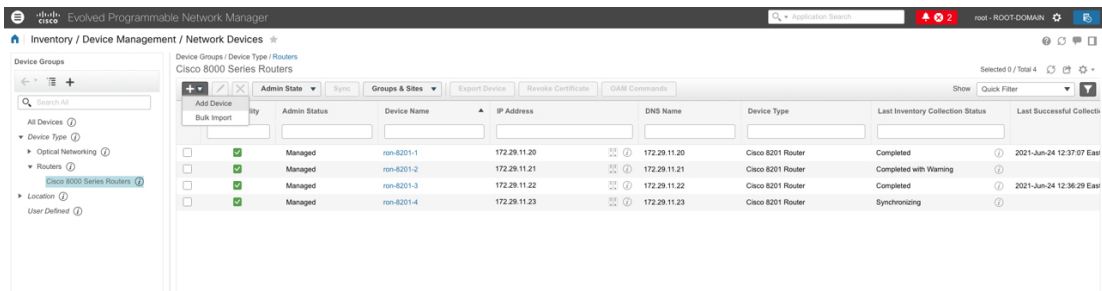 cisco Evolved Programmable Network Manager Application Search 2 root - ROOT-DOMAIN
Inventory / Device Management / Network Devices
Device Groups
Search All
All Devices
Device Type
Optical Networking
Routers
Cisco 8000 Series Routers
Location
User Defined
Device Groups / Device Type / Routers
Cisco 8000 Series Routers Selected 0 / Total 4
Admin State Sync Groups & Sites Export Device Revoke Certificate OAM Commands Show Quick Filter
Add Device
Bulk Import
ility Admin Status Device Name IP Address DNS Name Device Type Last Inventory Collection Status Last Successful Collecti
Managed ron-8201-1 172.29.11.20 172.29.11.20 Cisco 8201 Router Completed 2021-Jun-24 12:37:07 East
Managed ron-8201-2 172.29.11.21 172.29.11.21 Cisco 8201 Router Completed with Warning
Managed ron-8201-3 172.29.11.22 172.29.11.22 Cisco 8201 Router Completed 2021-Jun-24 12:36:29 East
Managed ron-8201-4 172.29.11.23 172.29.11.23 Cisco 8201 Router Synchronizing